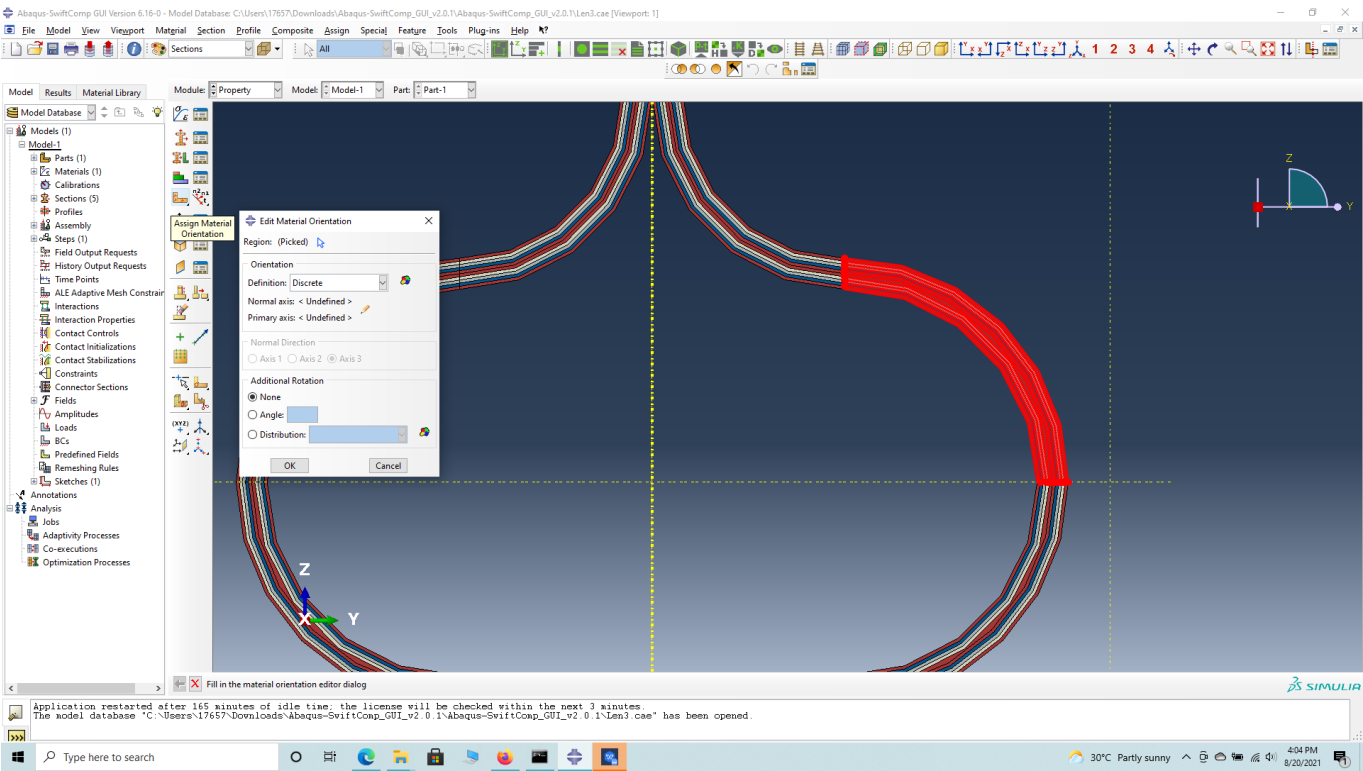 Abaqus-SwiftComp GUI Version 6.16-0 - Model Database: C:\Users\17657\Downloads\Abaqus-SwiftComp_GUI_v2.0.1\Abaqus-SwiftComp_GUI_v2.0.1\Len3.cae [Viewport: 1]
File Model Viewport View Material Section Profile Composite Assign Special Feature Tools Plug-ins Help
Sections All 1 2 3 4
Model Results Material Library Module: Property Model: Model-1 Part: Part-1
Model Database
Models (1)
Model-1
Parts (1)
Materials (1)
Calibrations
Sections (5)
Profiles
Assembly
Steps (1)
Field Output Requests
History Output Requests
Time Points
ALE Adaptive Mesh Constrair
Interactions
Interaction Properties
Contact Controls
Contact Initializations
Contact Stabilizations
Constraints
Connector Sections
Fields
Amplitudes
Loads
BCs
Predefined Fields
Remeshing Rules
Sketches (1)
Annotations
Analysis
Jobs
Adaptivity Processes
Co-executions
Optimization Processes
Assign Material
Orientation
(XYZ)
Edit Material Orientation
Region: (Picked)
Orientation
Definition: Discrete
Normal axis: < Undefined >
Primary axis: < Undefined >
Normal Direction
Axis 1 Axis 2 Axis 3
Additional Rotation
None
Angle:
Distribution:
OK Cancel
Z
X Y
Z
X Y
Fill in the material orientation editor dialog
SIMULIA
Application restarted after 165 minutes of idle time; the license will be checked within the next 3 minutes.
The model database "C:\Users\17657\Downloads\Abaqus-SwiftComp_GUI_v2.0.1\Abaqus-SwiftComp_GUI_v2.0.1\Len3.cae" has been opened.
>>>
Type here to search
30°C Partly sunny
4:04 PM
8/20/2021